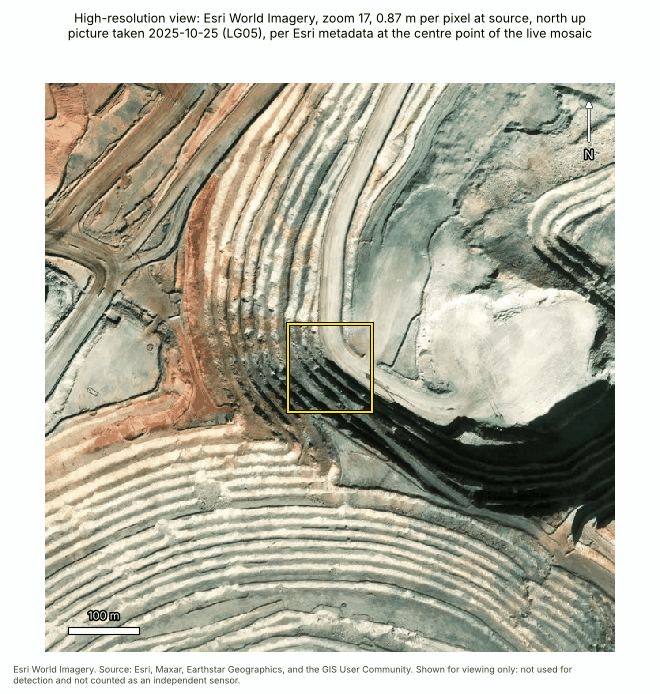 High-resolution view: Esri World Imagery, zoom 17, 0.87 m per pixel at source, north up
picture taken 2025-10-25 (LG05), per Esri metadata at the centre point of the live mosaic
N
100 m
Esri World Imagery. Source: Esri, Maxar, Earthstar Geographics, and the GIS User Community. Shown for viewing only: not used for
detection and not counted as an independent sensor.